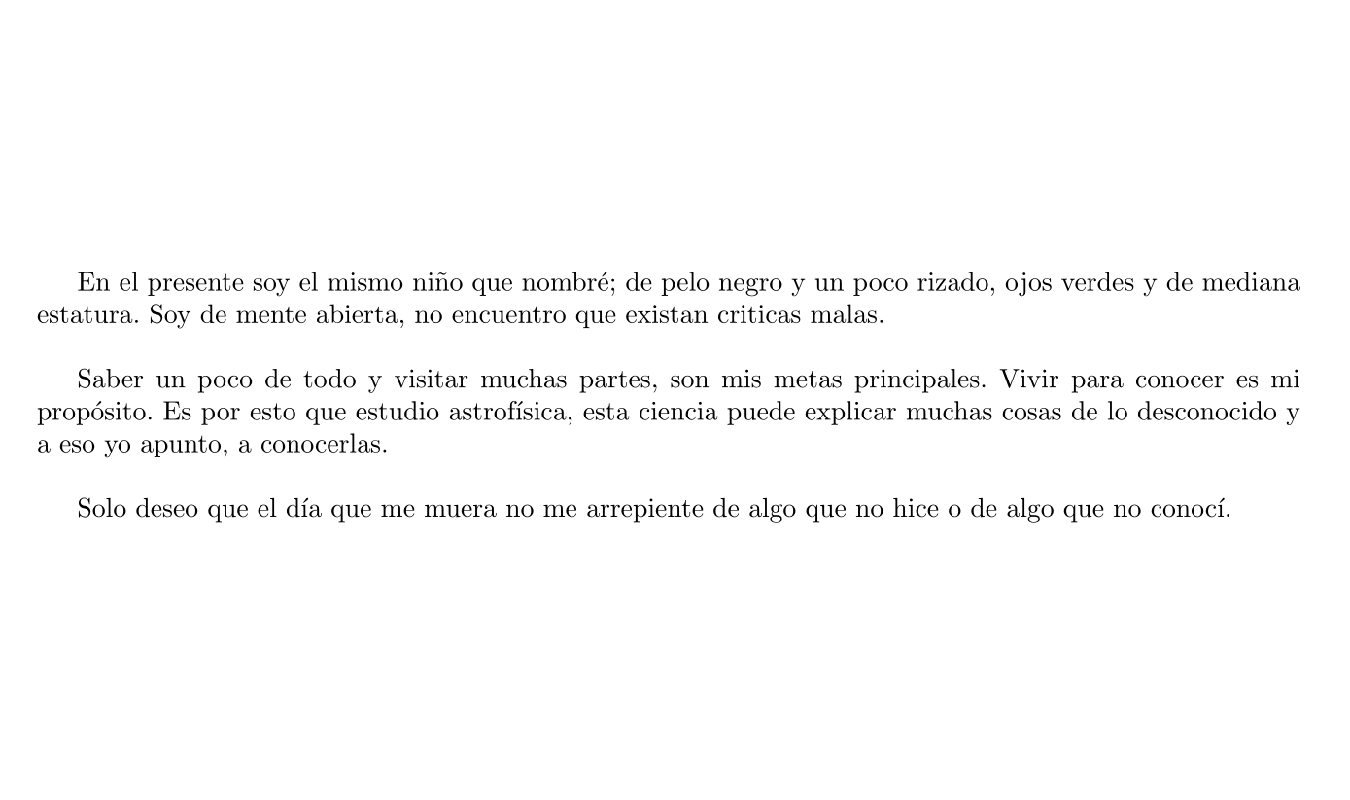 En el presente soy el mismo niño que nombré; de pelo negro y un poco rizado, ojos verdes y de mediana
estatura. Soy de mente abierta, no encuentro que existan criticas malas.
Saber un poco de todo y visitar muchas partes, son mis metas principales. Vivir para conocer es mi
propósito. Es por esto que estudio astrofísica, esta ciencia puede explicar muchas cosas de lo desconocido y
a eso yo apunto, a conocerlas.
Solo deseo que el día que me muera no me arrepiente de algo que no hice o de algo que no conocí.